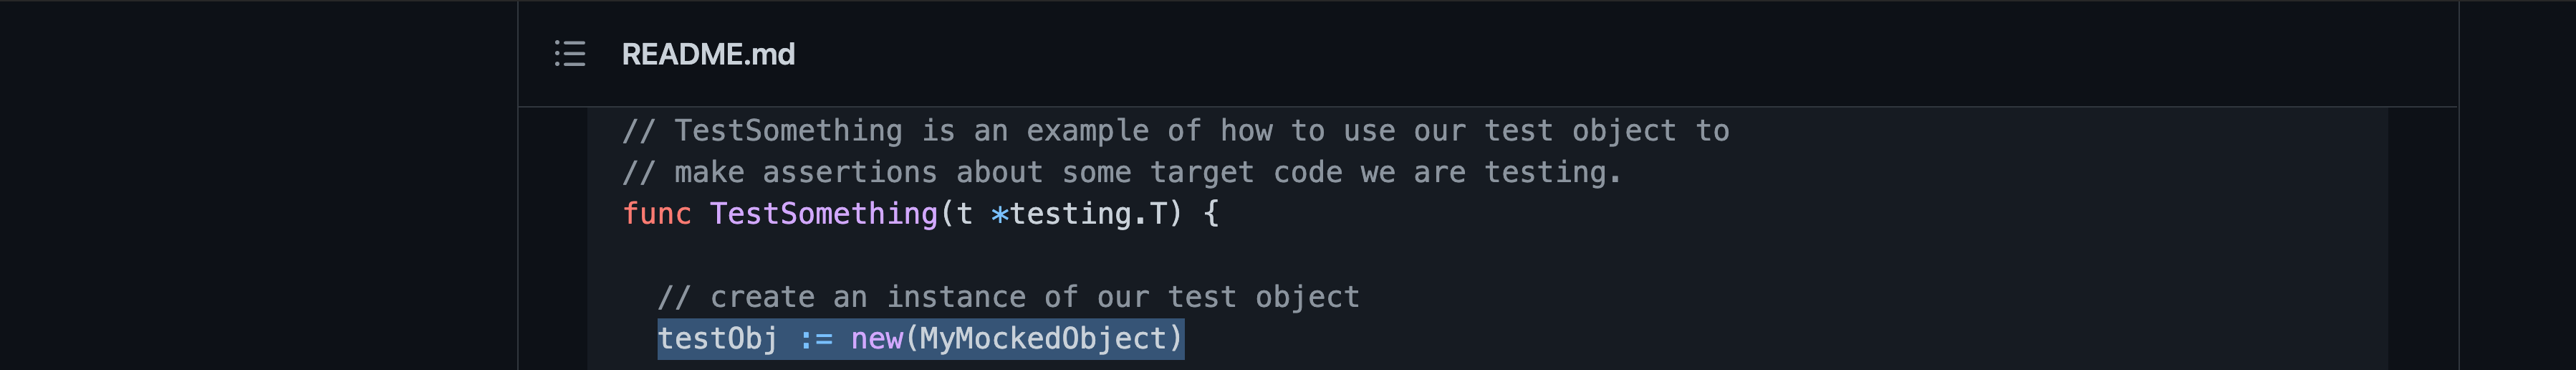 README.md
// TestSomething is an example of how to use our test object to
// make assertions about some target code we are testing.
func TestSomething(t *testing.T) {
// create an instance of our test object
testObj := new(MyMockedObject)